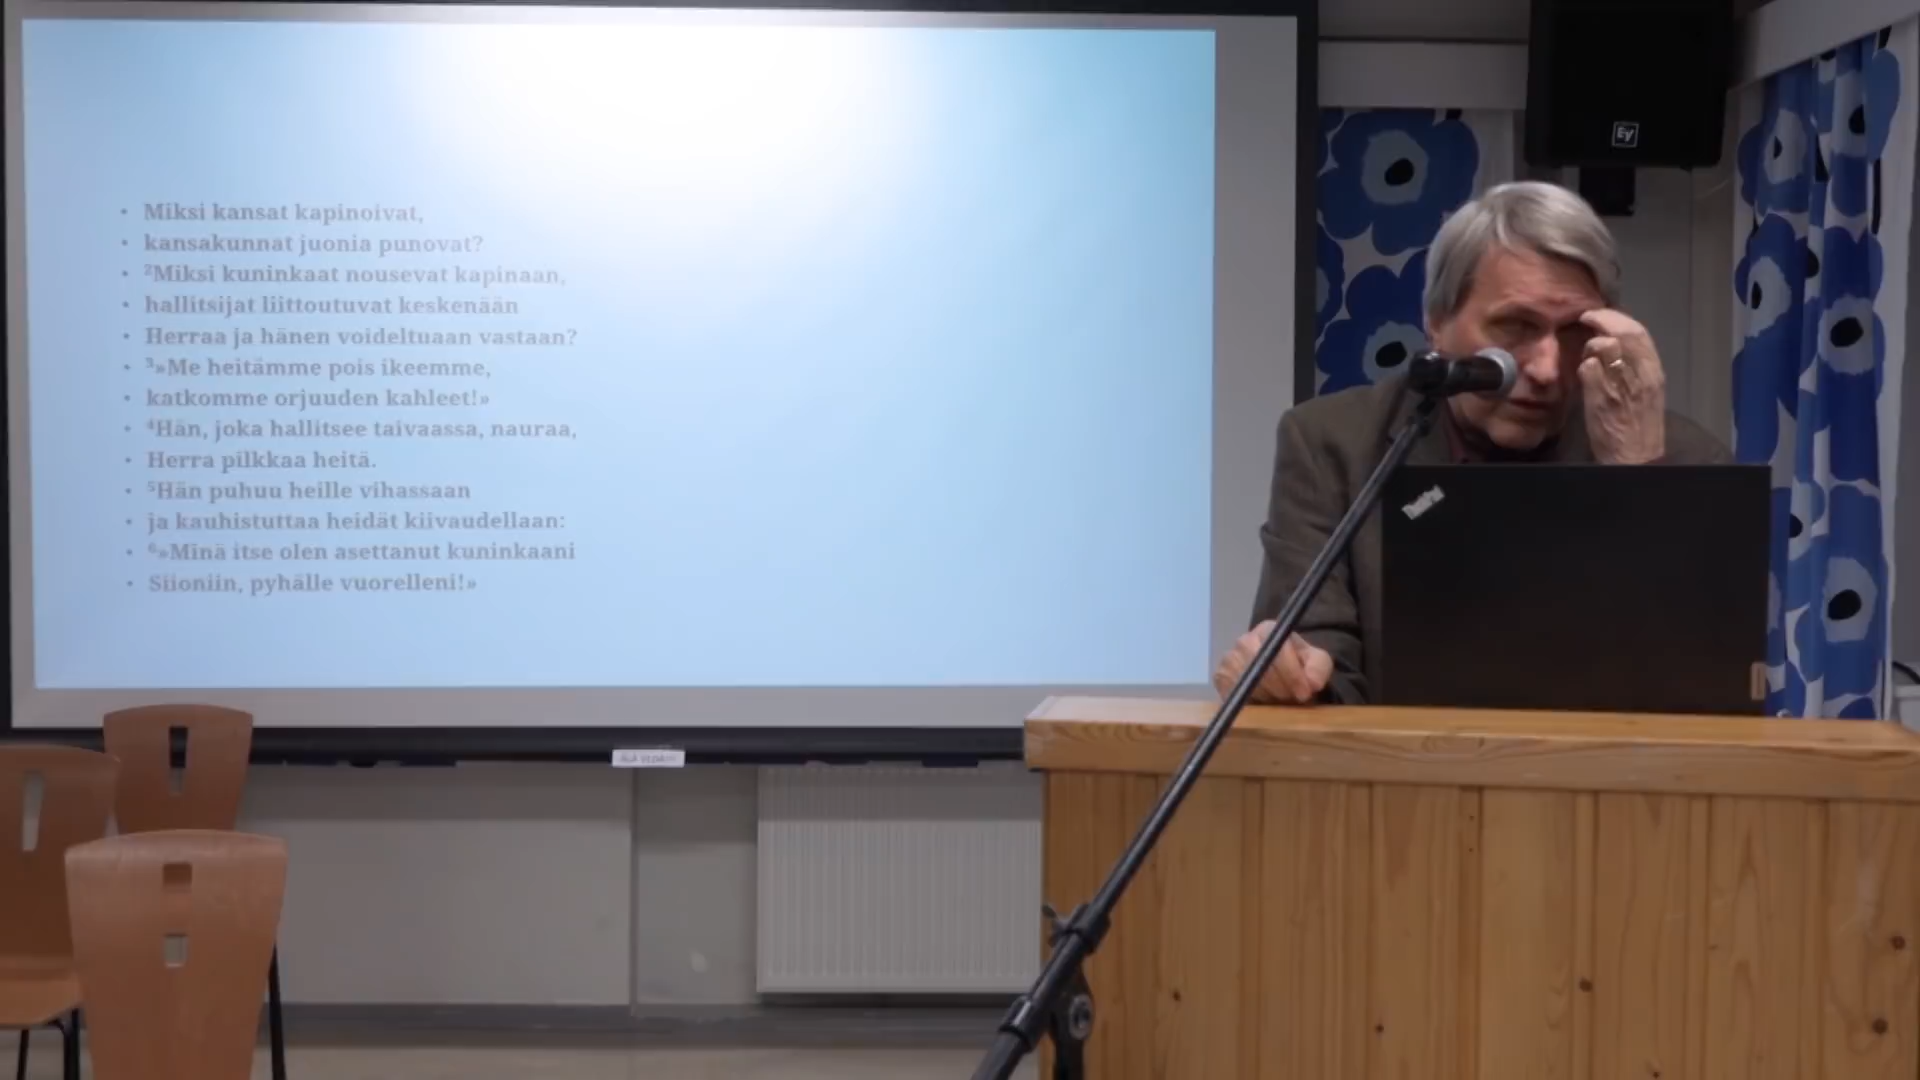 Miksi kansat kapinoivat,
kansakunnat juonia punovat?
²Miksi kuninkaat nousevat kapinaan,
hallitsijat liittoutuvat keskenään
Herraa ja hänen voideltuaan vastaan?
³»Me heitämme pois ikeemme,
katkomme orjuuden kahleet!»
⁴Hän, joka hallitsee taivaassa, nauraa,
Herra pilkkaa heitä.
⁵Hän puhuu heille vihassaan
ja kauhistuttaa heidät kiivaudellaan:
⁶»Minä itse olen asettanut kuninkaani
Siioniin, pyhälle vuorelleni!»
EV
ThinkPad